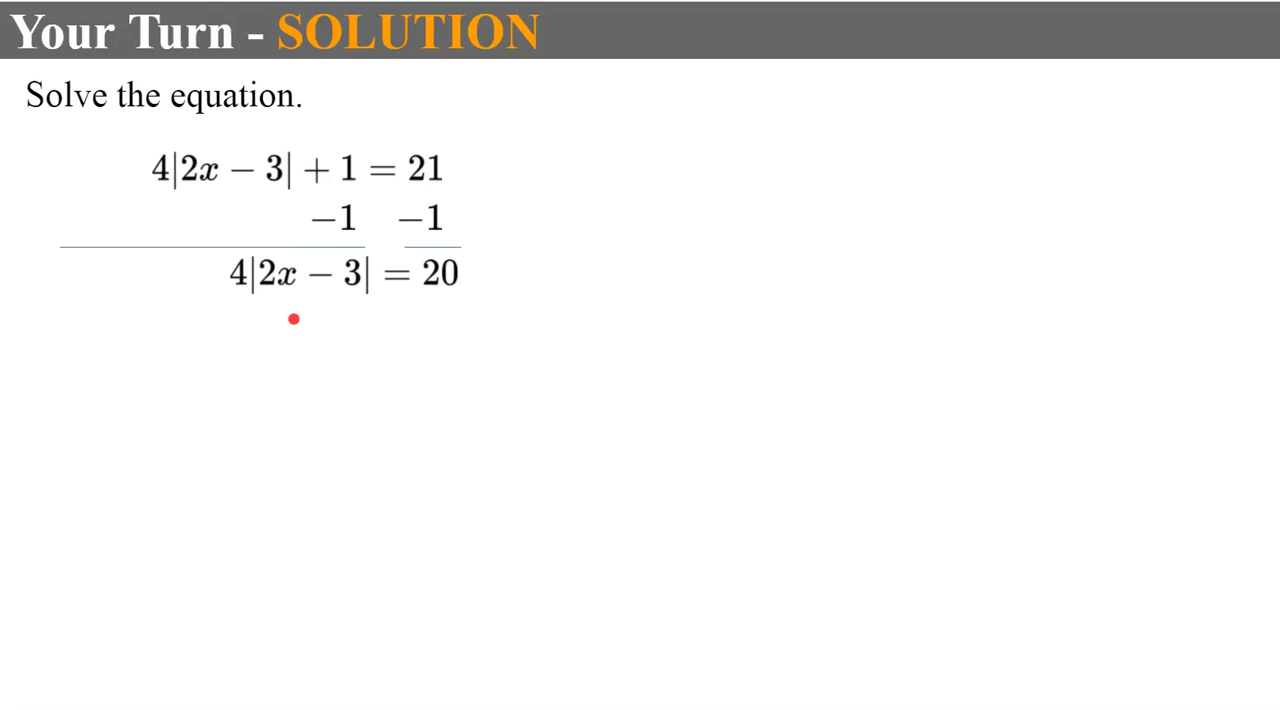 Your Turn - SOLUTION
Solve the equation.
4|2x − 3| + 1 = 21
−1 −1
4|2x − 3| = 20